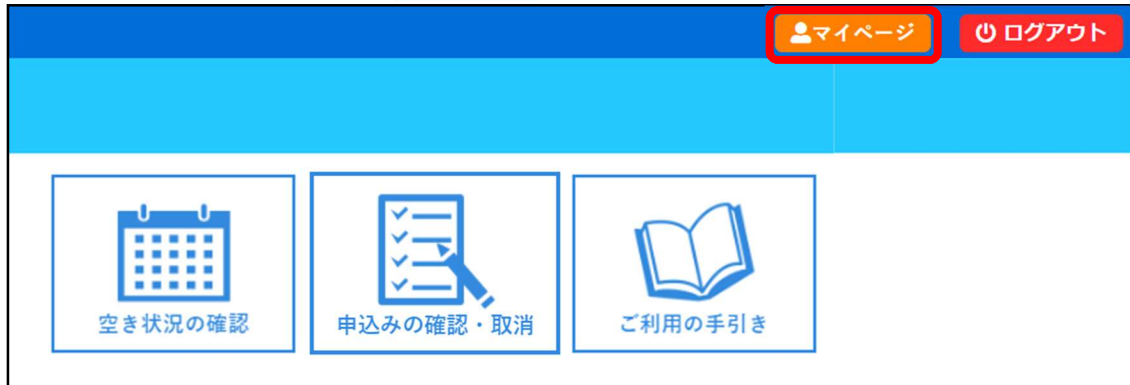 マイページ
ログアウト
空き状況の確認
申込みの確認・取消
ご利用の手引き